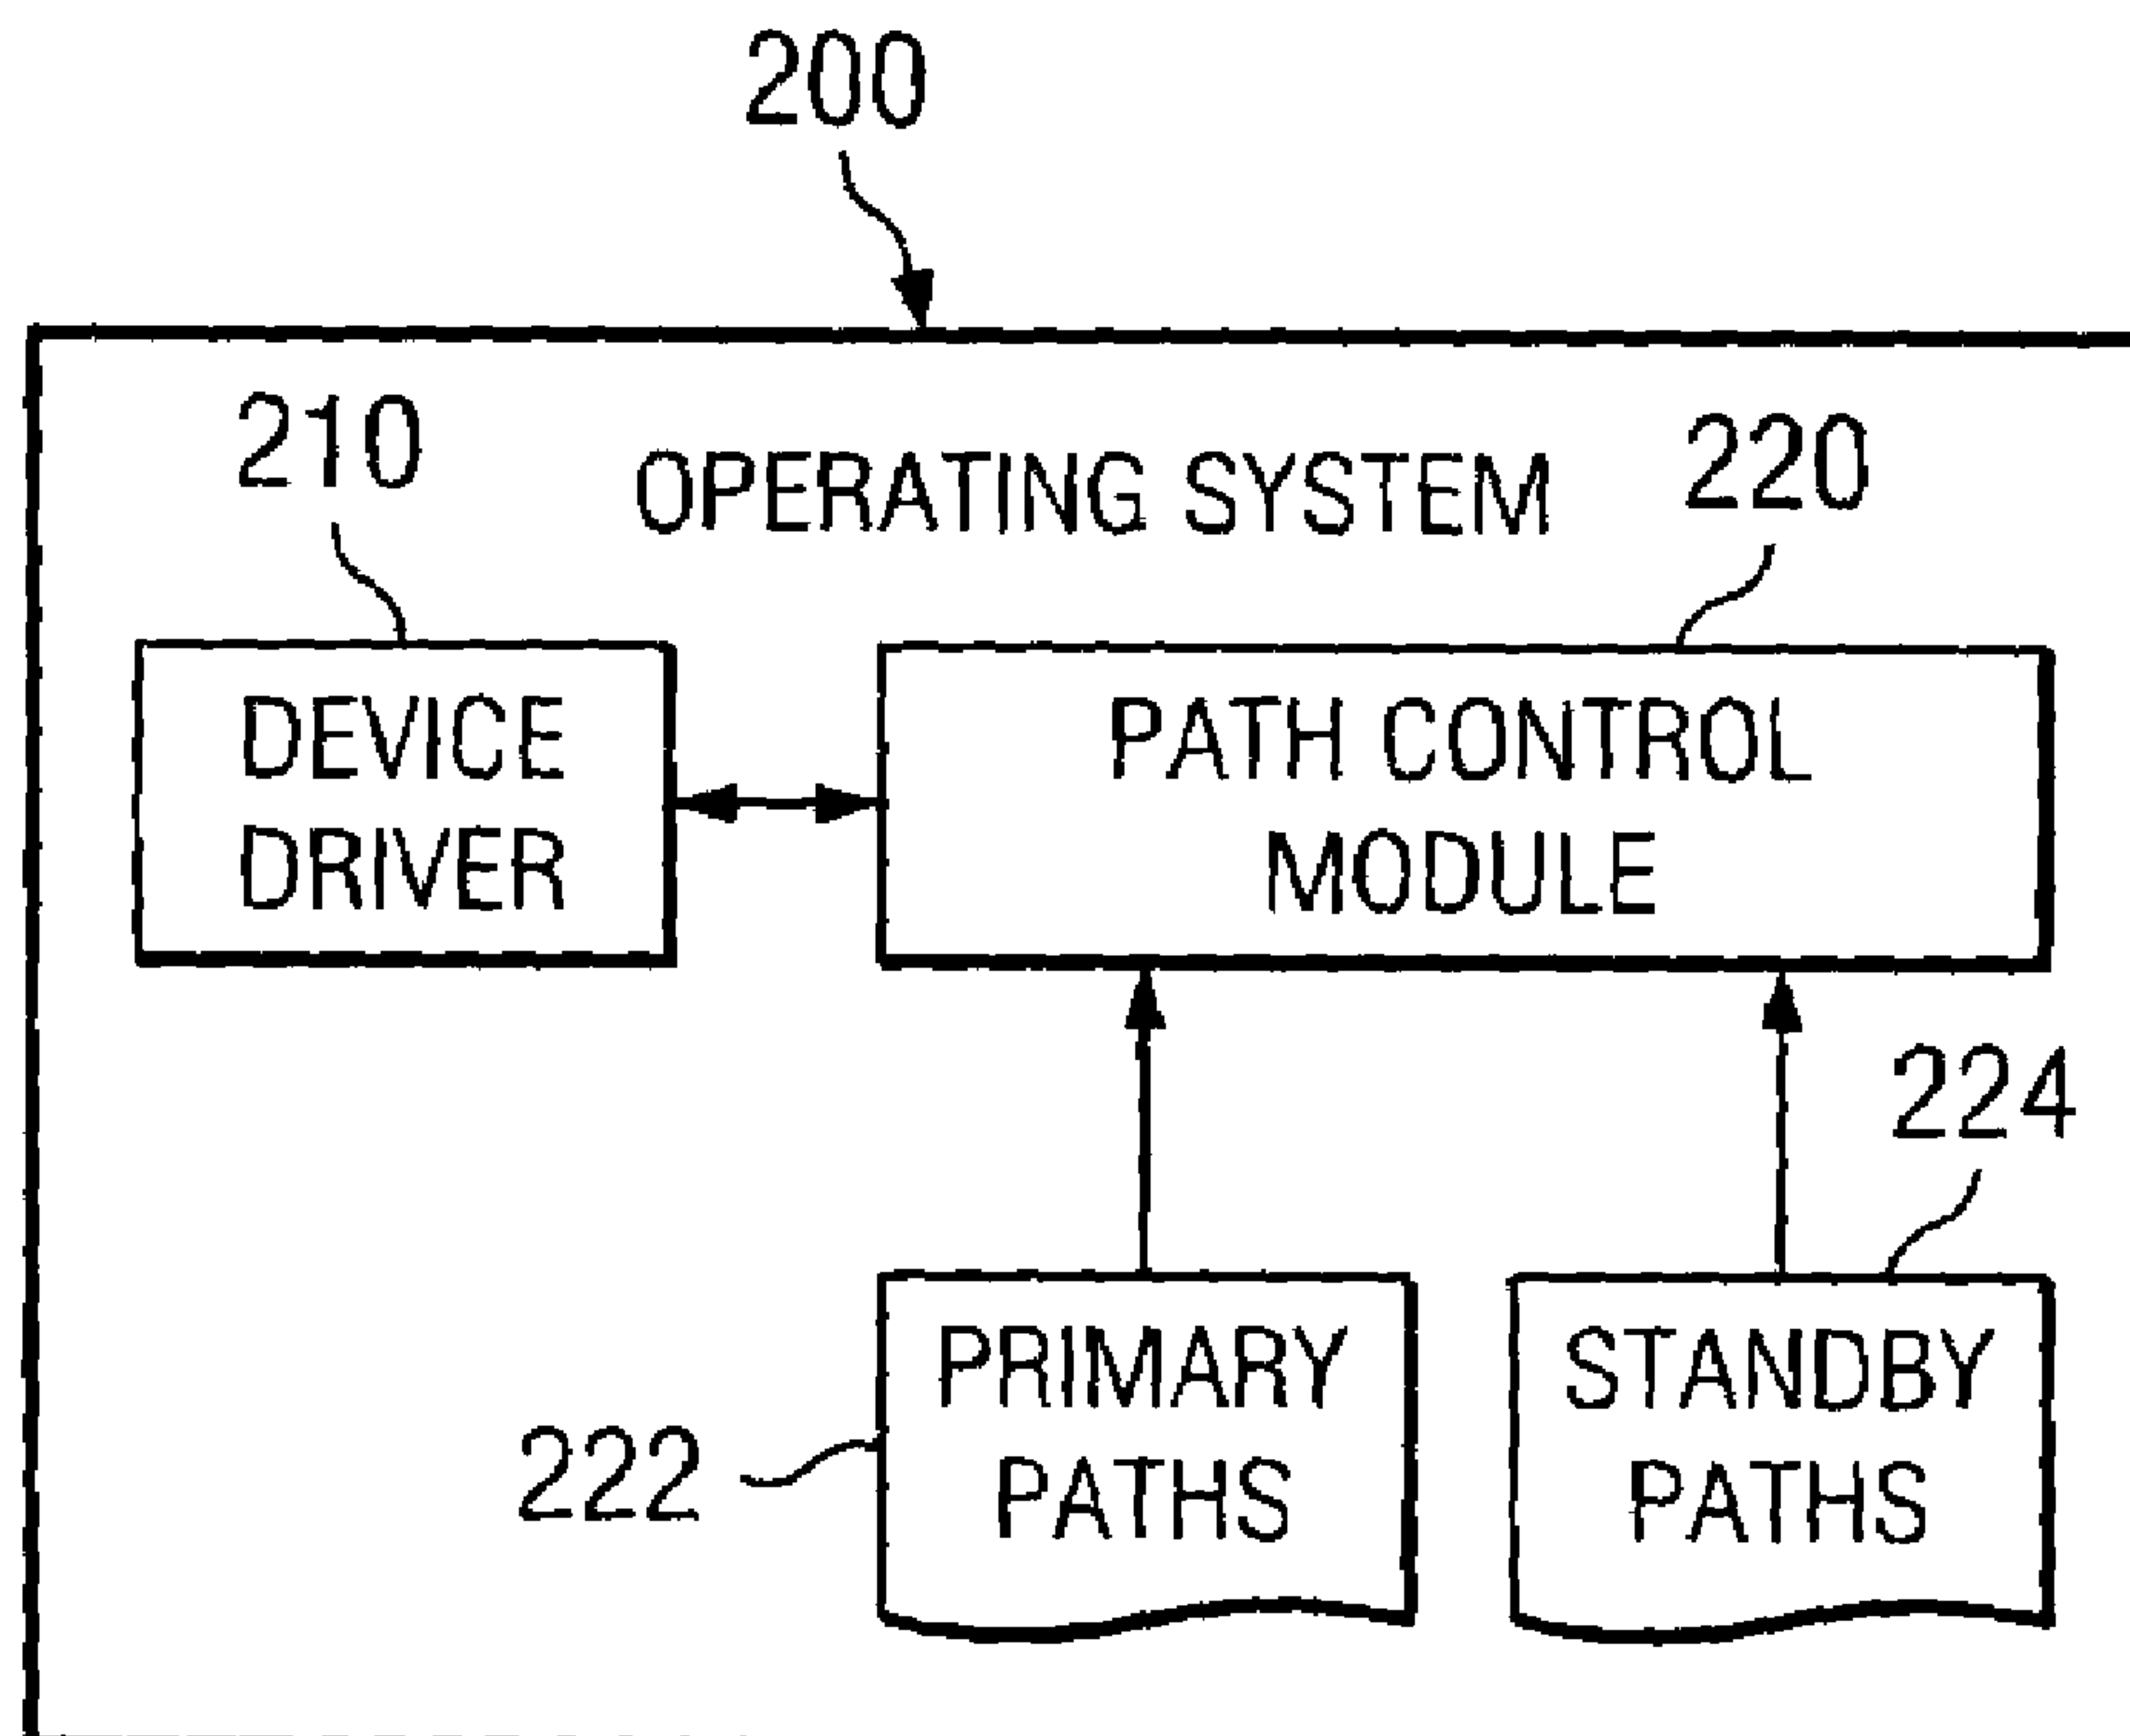 200
210
OPERATING SYSTEM
220
DEVICE
DRIVER
PATH CONTROL
MODULE
224
PRIMARY
PATHS
STANDBY
PATHS
222